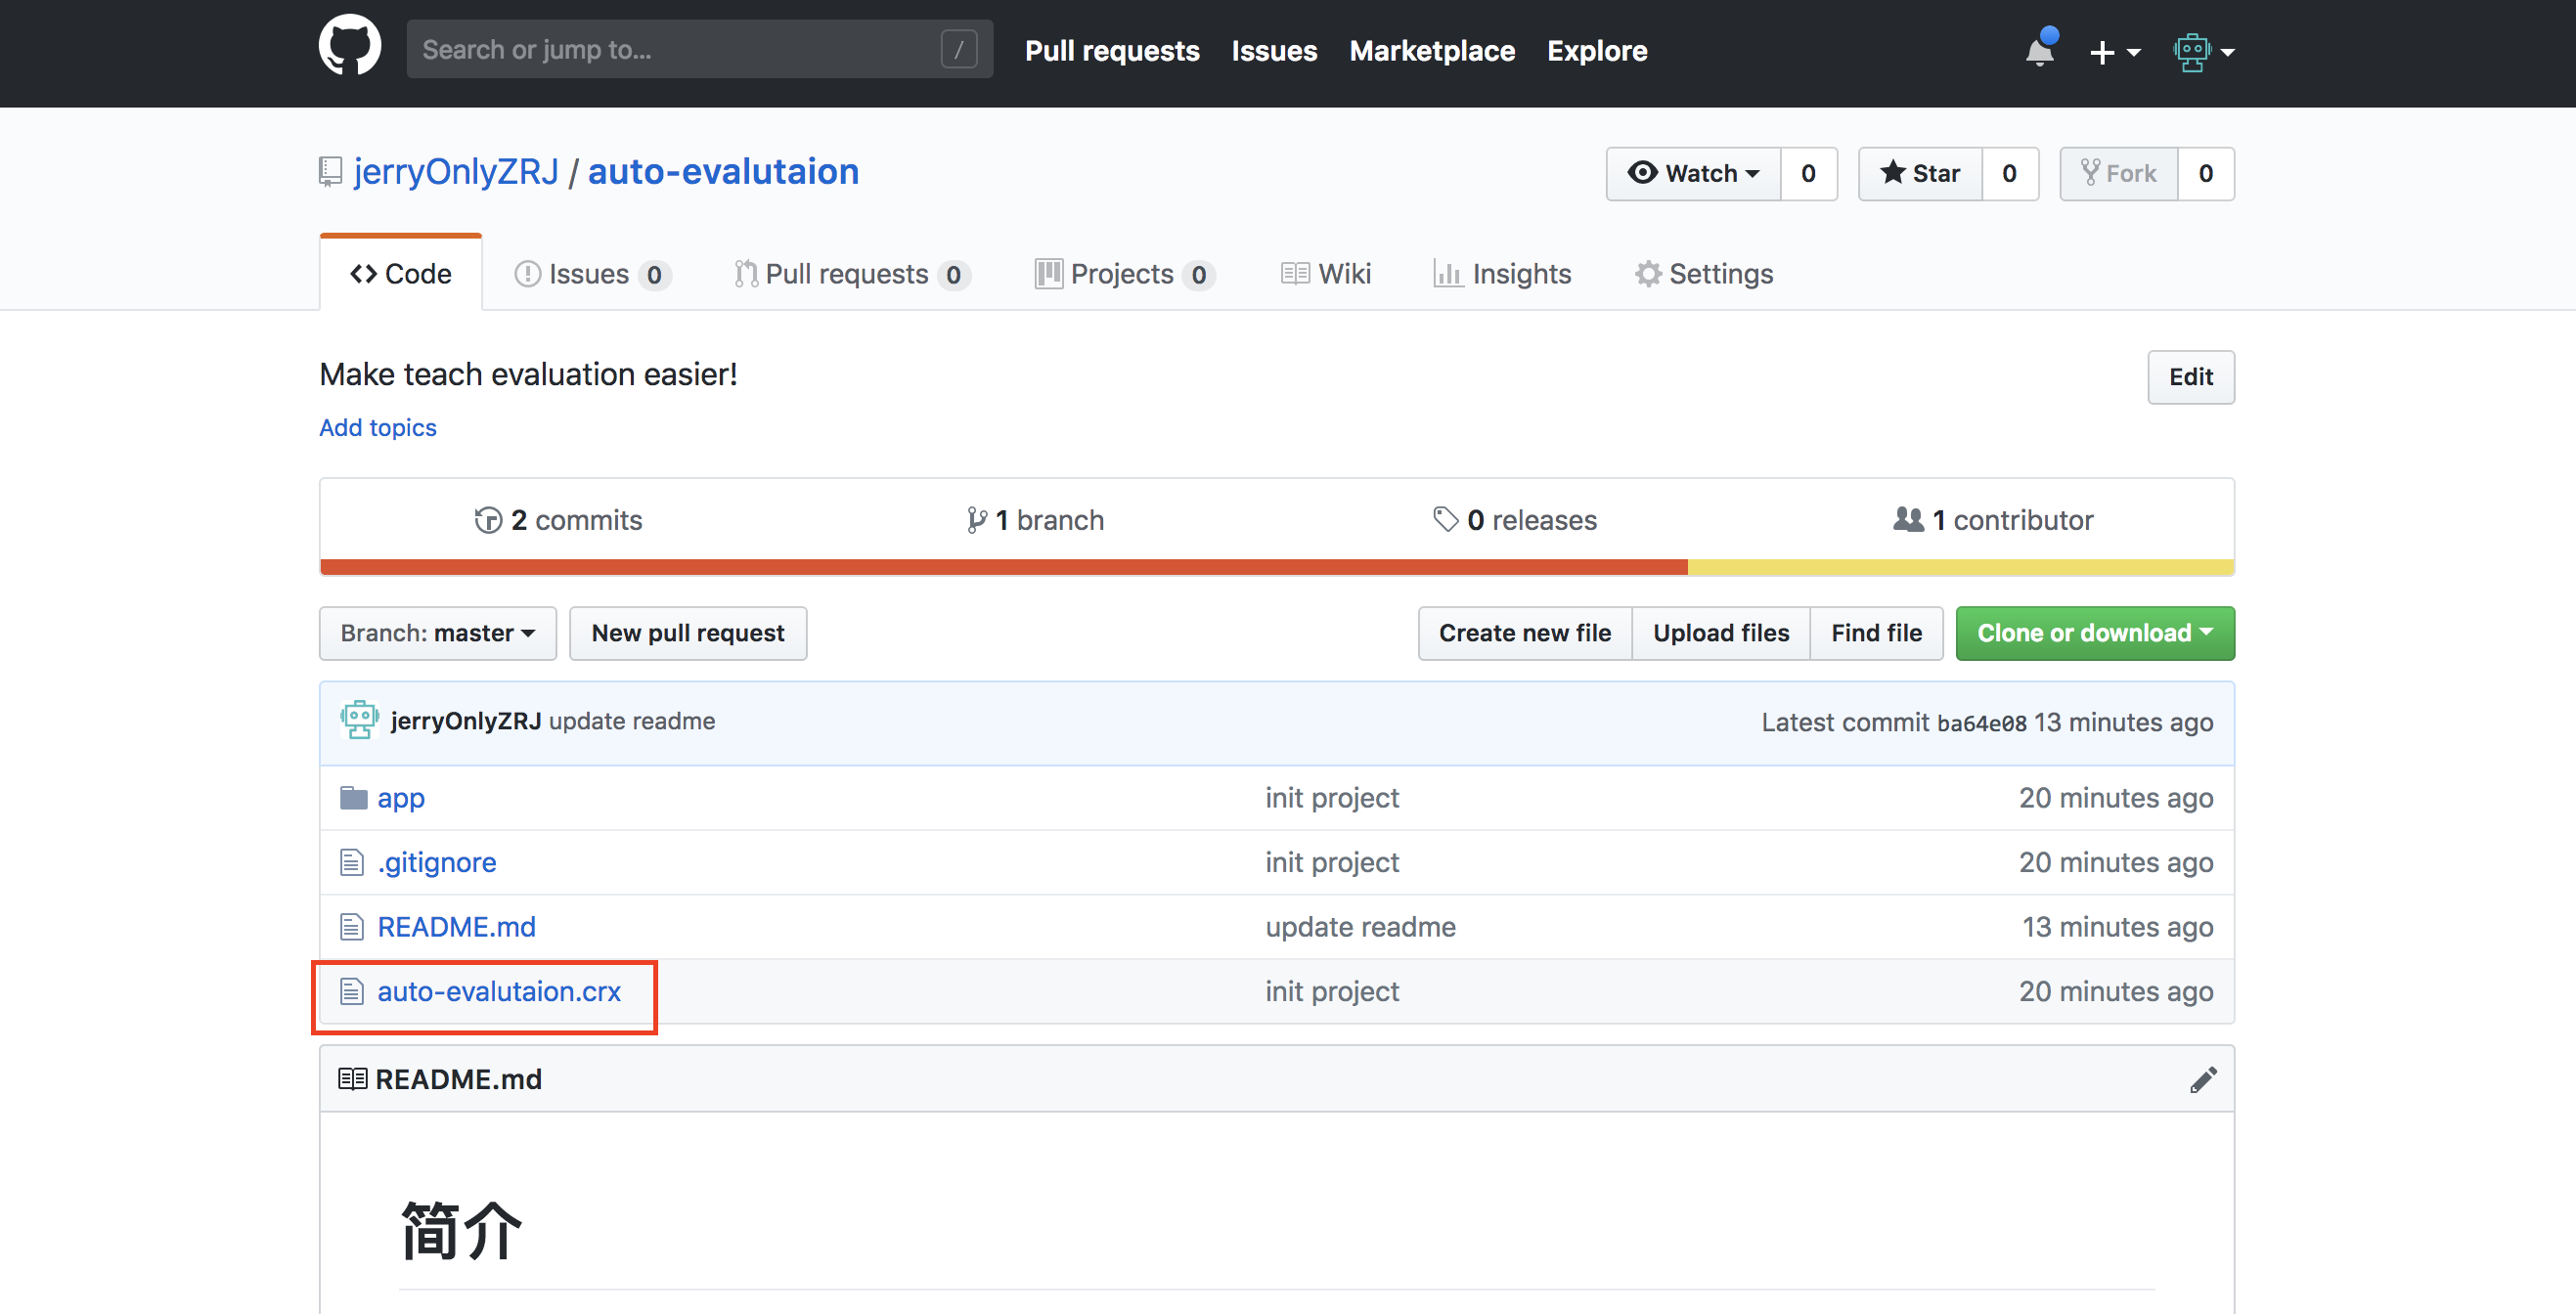 Search or jump to... /
Pull requests Issues Marketplace Explore
jerryOnlyZRJ / auto-evalutaion
Watch 0 Star 0 Fork 0
Code Issues 0 Pull requests 0 Projects 0 Wiki Insights Settings
Make teach evaluation easier!
Edit
Add topics
2 commits 1 branch 0 releases 1 contributor
Branch: master New pull request Create new file Upload files Find file Clone or download
jerryOnlyZRJ update readme Latest commit ba64e08 13 minutes ago
app init project 20 minutes ago
.gitignore init project 20 minutes ago
README.md update readme 13 minutes ago
auto-evalutaion.crx init project 20 minutes ago
README.md
简介